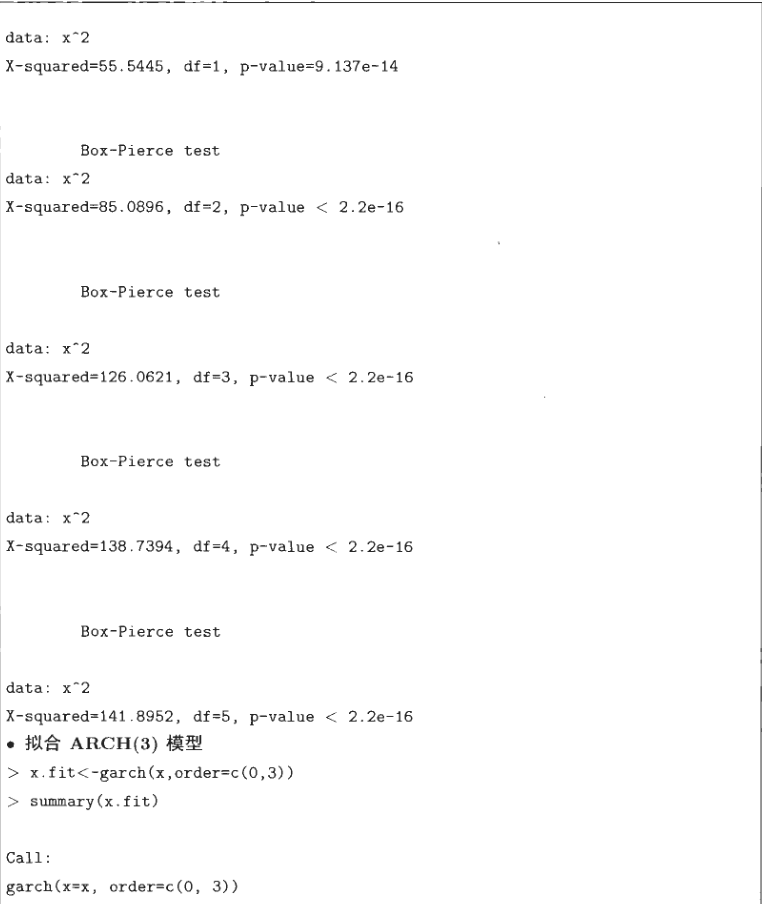 data: x^2
X-squared=55.5445, df=1, p-value=9.137e-14
Box-Pierce test
data: x^2
X-squared=85.0896, df=2, p-value < 2.2e-16
Box-Pierce test
data: x^2
X-squared=126.0621, df=3, p-value < 2.2e-16
Box-Pierce test
data: x^2
X-squared=138.7394, df=4, p-value < 2.2e-16
Box-Pierce test
data: x^2
X-squared=141.8952, df=5, p-value < 2.2e-16
• 拟合 ARCH(3) 模型
> x.fit<-garch(x,order=c(0,3))
> summary(x.fit)
Call:
garch(x=x, order=c(0, 3))